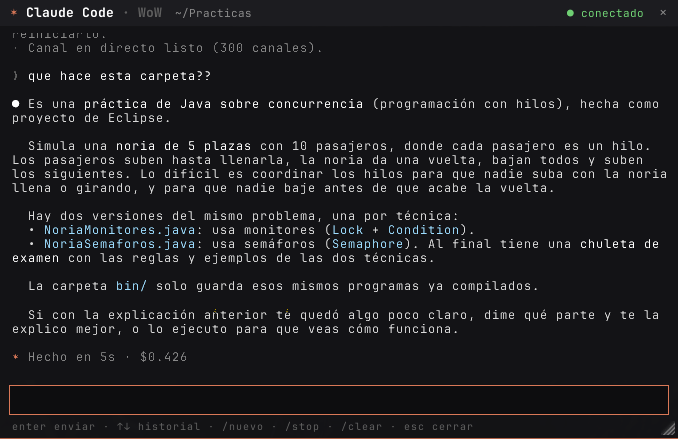 * Claude Code · WoW ~/Practicas ● conectado ×
reiniciarlo.
· Canal en directo listo (300 canales).
⟩ que hace esta carpeta??
● Es una práctica de Java sobre concurrencia (programación con hilos), hecha como
proyecto de Eclipse.
Simula una noria de 5 plazas con 10 pasajeros, donde cada pasajero es un hilo.
Los pasajeros suben hasta llenarla, la noria da una vuelta, bajan todos y suben
los siguientes. Lo difícil es coordinar los hilos para que nadie suba con la noria
llena o girando, y para que nadie baje antes de que acabe la vuelta.
Hay dos versiones del mismo problema, una por técnica:
• NoriaMonitores.java: usa monitores (Lock + Condition).
• NoriaSemaforos.java: usa semáforos (Semaphore). Al final tiene una chuleta de
examen con las reglas y ejemplos de las dos técnicas.
La carpeta bin/ solo guarda esos mismos programas ya compilados.
Si con la explicación anterior te quedó algo poco claro, dime qué parte y te la
explico mejor, o lo ejecuto para que veas cómo funciona.
* Hecho en 5s · $0.426
enter enviar · ↑↓ historial · /nuevo · /stop · /clear · esc cerrar